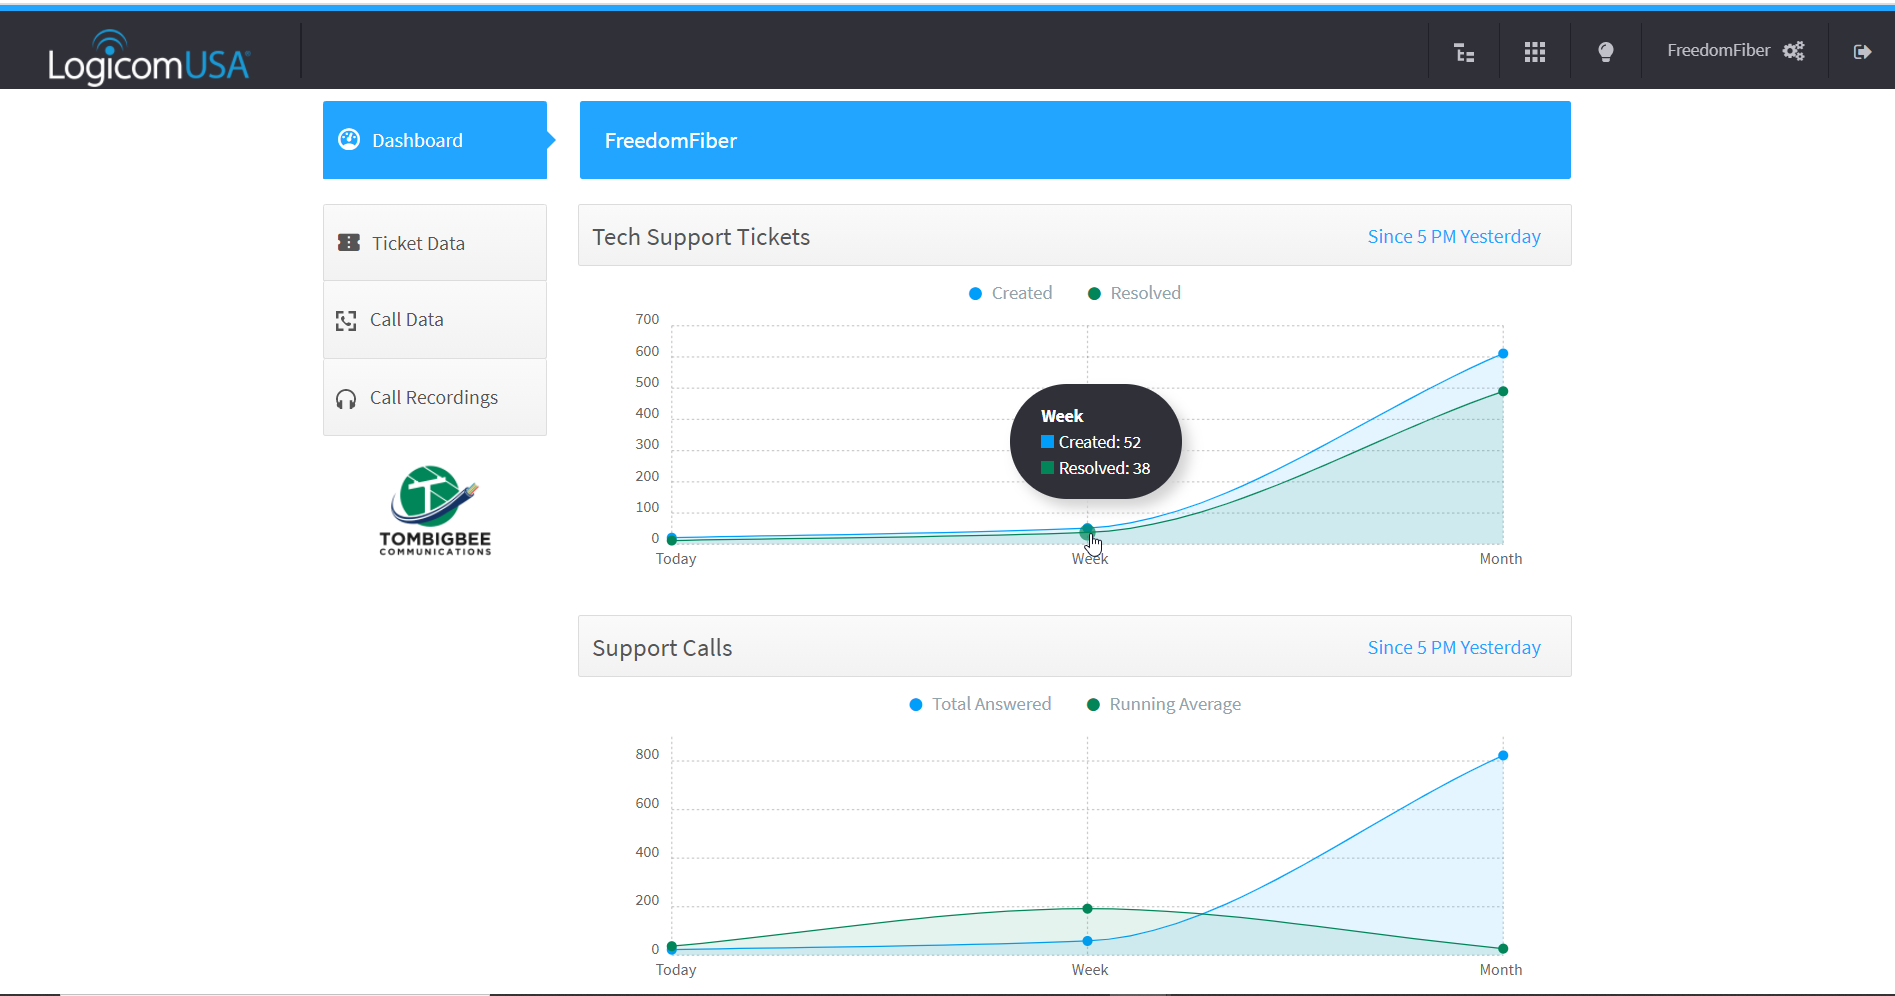 LogicomUSA
FreedomFiber
Dashboard
FreedomFiber
Ticket Data
Call Data
Call Recordings
TOMBIGBEE
COMMUNICATIONS
Tech Support Tickets
Since 5 PM Yesterday
Created
Resolved
700
600
500
400
300
200
100
0
Week
Created: 52
Resolved: 38
Today
Week
Month
Support Calls
Since 5 PM Yesterday
Total Answered
Running Average
800
600
400
200
0
Today
Week
Month